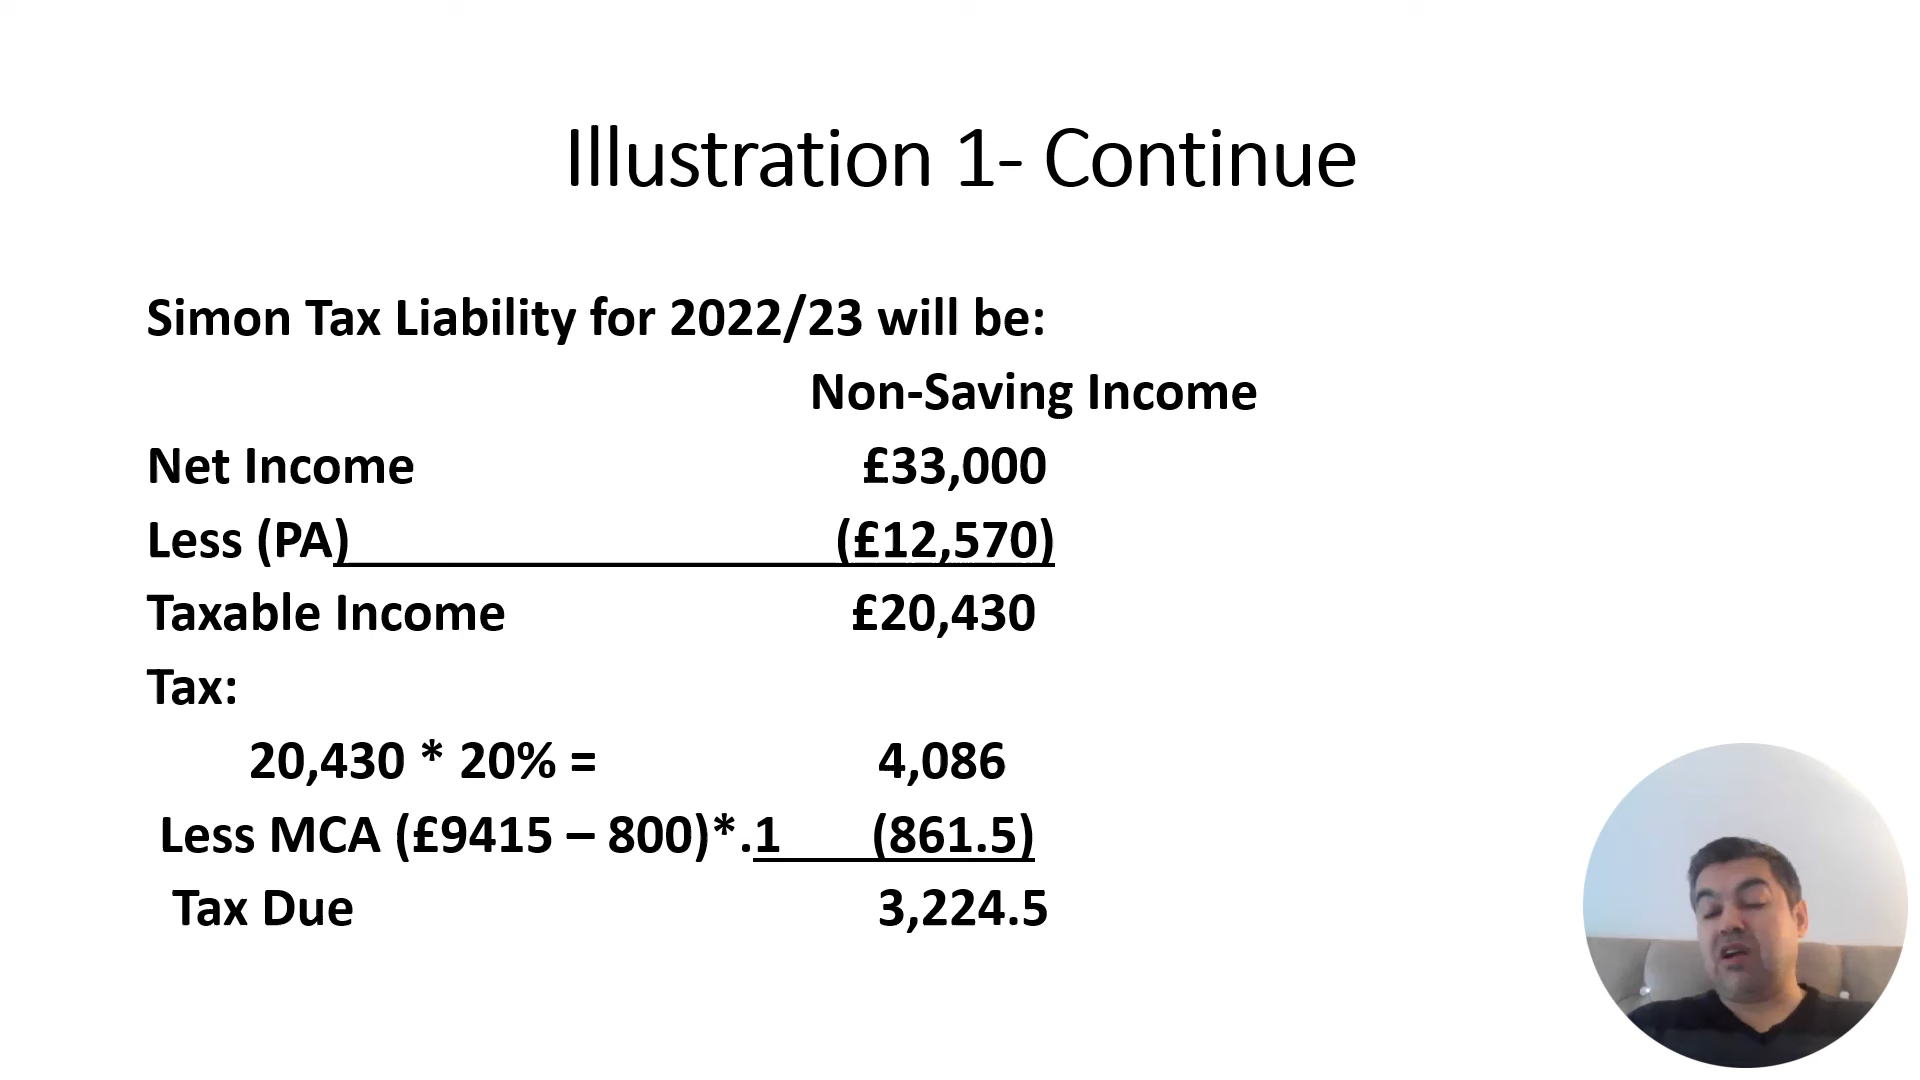 Illustration 1- Continue
Simon Tax Liability for 2022/23 will be:
Non-Saving Income
Net Income £33,000
Less (PA) (£12,570)
Taxable Income £20,430
Tax:
20,430 * 20% = 4,086
Less MCA (£9415 – 800)*.1 (861.5)
Tax Due 3,224.5